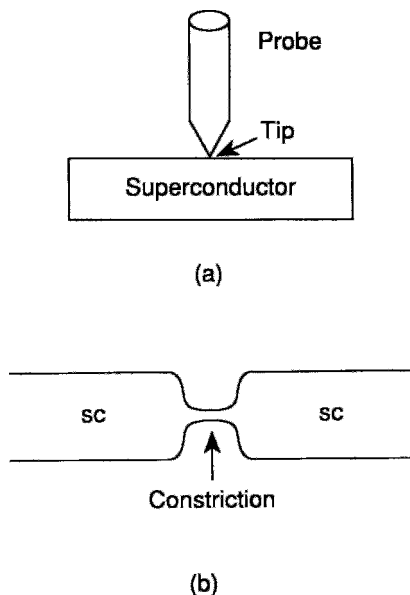 Probe
Tip
Superconductor
(a)
sc sc
Constriction
(b)